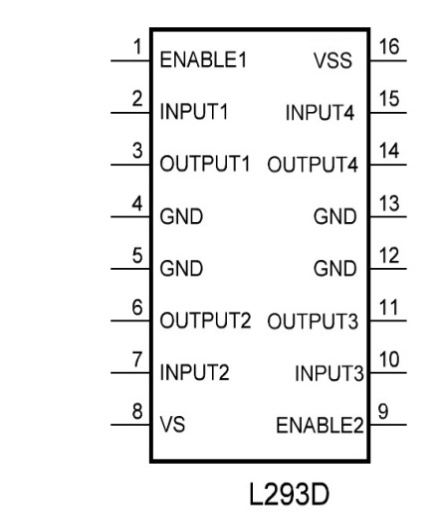 1 ENABLE1 VSS 16
2 INPUT1 INPUT4 15
3 OUTPUT1 OUTPUT4 14
4 GND GND 13
5 GND GND 12
6 OUTPUT2 OUTPUT3 11
7 INPUT2 INPUT3 10
8 VS ENABLE2 9
L293D